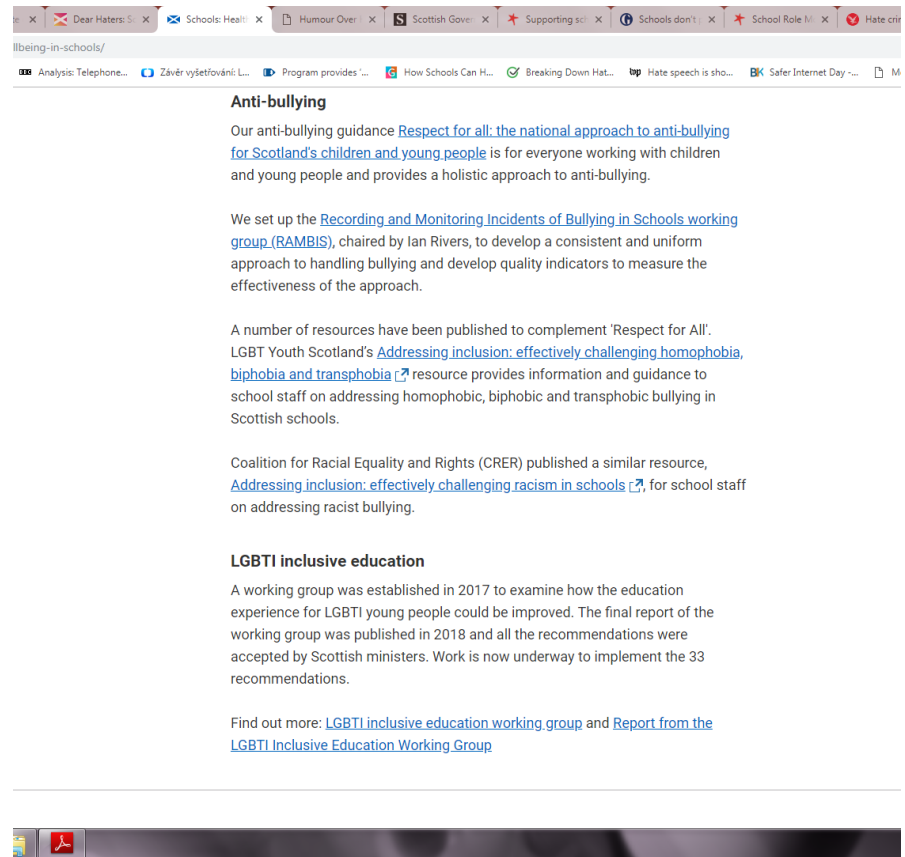 Dear Haters: S
Schools: Healt
Humour Over
Scottish Gover
Supporting sch
Schools don't
School Role M
Hate crin
llbeing-in-schools/
Analysis: Telephone...
Závěr vyšetřování: L...
Program provides '...
How Schools Can H...
Breaking Down Hat...
Hate speech is sho...
BK Safer Internet Day -...
M
Anti-bullying
Our anti-bullying guidance Respect for all: the national approach to anti-bullying
for Scotland's children and young people is for everyone working with children
and young people and provides a holistic approach to anti-bullying.
We set up the Recording and Monitoring Incidents of Bullying in Schools working
group (RAMBIS), chaired by Ian Rivers, to develop a consistent and uniform
approach to handling bullying and develop quality indicators to measure the
effectiveness of the approach.
A number of resources have been published to complement 'Respect for All'.
LGBT Youth Scotland's Addressing inclusion: effectively challenging homophobia,
biphobia and transphobia resource provides information and guidance to
school staff on addressing homophobic, biphobic and transphobic bullying in
Scottish schools.
Coalition for Racial Equality and Rights (CRER) published a similar resource,
Addressing inclusion: effectively challenging racism in schools , for school staff
on addressing racist bullying.
LGBTI inclusive education
A working group was established in 2017 to examine how the education
experience for LGBTI young people could be improved. The final report of the
working group was published in 2018 and all the recommendations were
accepted by Scottish ministers. Work is now underway to implement the 33
recommendations.
Find out more: LGBTI inclusive education working group and Report from the
LGBTI Inclusive Education Working Group